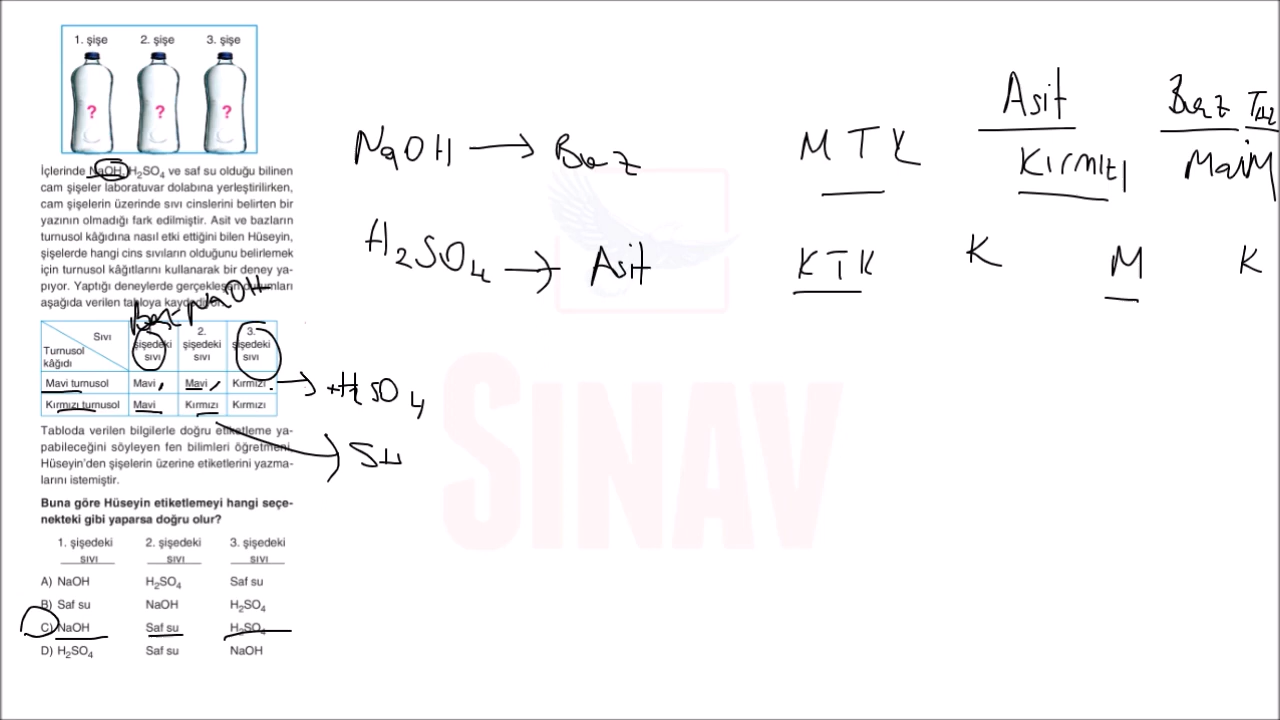 1. şişe 2. şişe 3. şişe
? ? ?
İçlerinde NaOH, H₂SO₄ ve saf su olduğu bilinen
cam şişeler laboratuvar dolabına yerleştirilirken,
cam şişelerin üzerinde sıvı cinslerini belirten bir
yazının olmadığı fark edilmiştir. Asit ve bazların
turnusol kâğıdına nasıl etki ettiğini bilen Hüseyin,
şişelerde hangi cins sıvıların olduğunu belirlemek
için turnusol kâğıtlarını kullanarak bir deney ya-
pıyor. Yaptığı deneylerde gerçekleşen durumları
aşağıda verilen tabloya kaydediyor.
Baz-NaOH
Sıvı
Turnusol
kâğıdı
şişedeki
sıvı
2.
şişedeki
sıvı
3.
şişedeki
sıvı
Mavi turnusol Mavi Mavi Kırmızı
Kırmızı turnusol Mavi Kırmızı Kırmızı
Tabloda verilen bilgilerle doğru etiketleme ya-
pabileceğini söyleyen fen bilimleri öğretmeni,
Hüseyin'den şişelerin üzerine etiketlerini yazma-
larını istemiştir.
Buna göre Hüseyin etiketlemeyi hangi seçe-
nekteki gibi yaparsa doğru olur?
1. şişedeki 2. şişedeki 3. şişedeki
sıvı sıvı sıvı
A) NaOH H₂SO₄ Saf su
B) Saf su NaOH H₂SO₄
C) NaOH Saf su H₂SO₄
D) H₂SO₄ Saf su NaOH
NaOH → Baz
H₂SO₄ → Asit
→ H₂SO₄
Su
MTK
KTK
Asit Baz Tuz
Kırmızı Mavi
K M K
SINAV